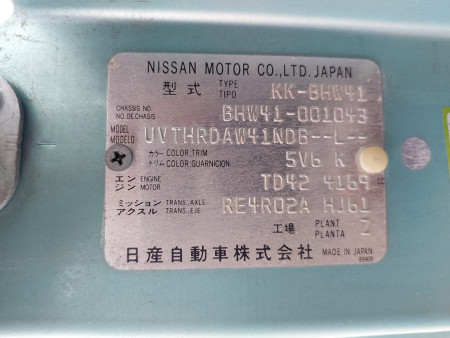 NISSAN MOTOR CO., LTD. JAPAN
型式 TYPE TIPO KK-BHW41
CHASSIS NO. NO.DECHASIS BHW41-001043
MODEL MODELO UVTHRDAW41NDB--L--
カラー COLOR,TRIM トリム COLOR,GUARNICION 5V6 K
エンジン ENGINE MOTOR TD42 4169
ミッション TRANS.,AXLE アクスル TRANS.,EJE RE4R02A HJ61
工場 PLANT PLANTA Z
日産自動車株式会社 MADE IN JAPAN